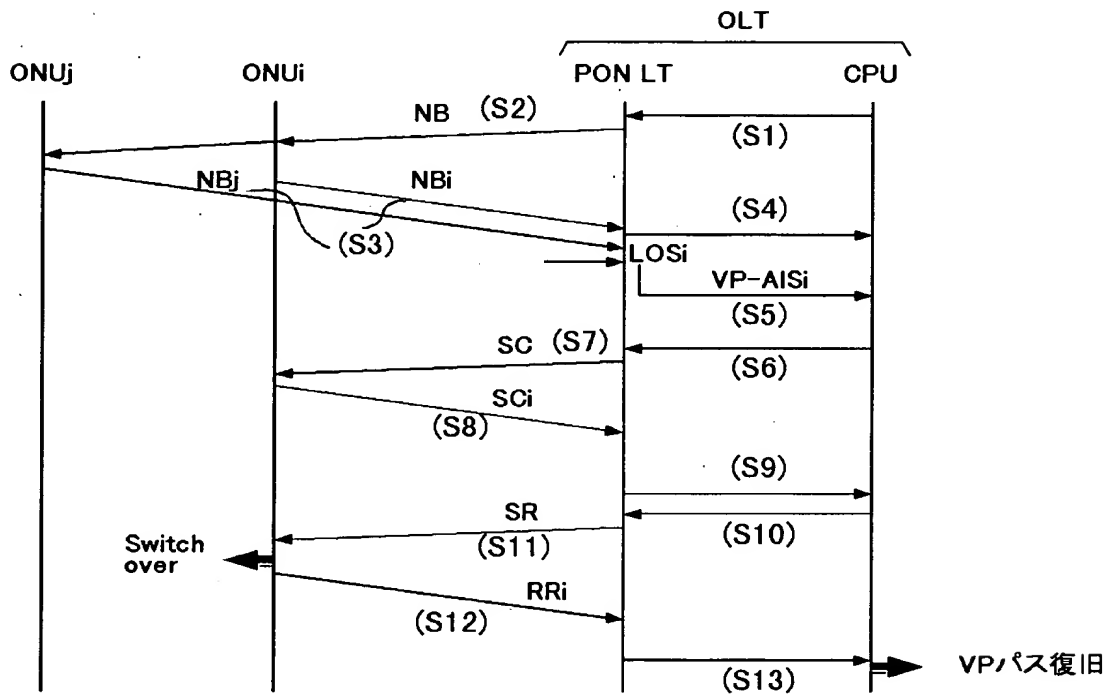 OLT
ONUj ONUi PON LT CPU
NB (S2)
(S1)
NBj NBi
(S3)
(S4)
LOSi
VP-AISi
(S5)
SC (S7)
(S6)
SCi
(S8)
(S9)
SR
(S11)
(S10)
Switch
over
RRi
(S12)
(S13)
VPパス復旧